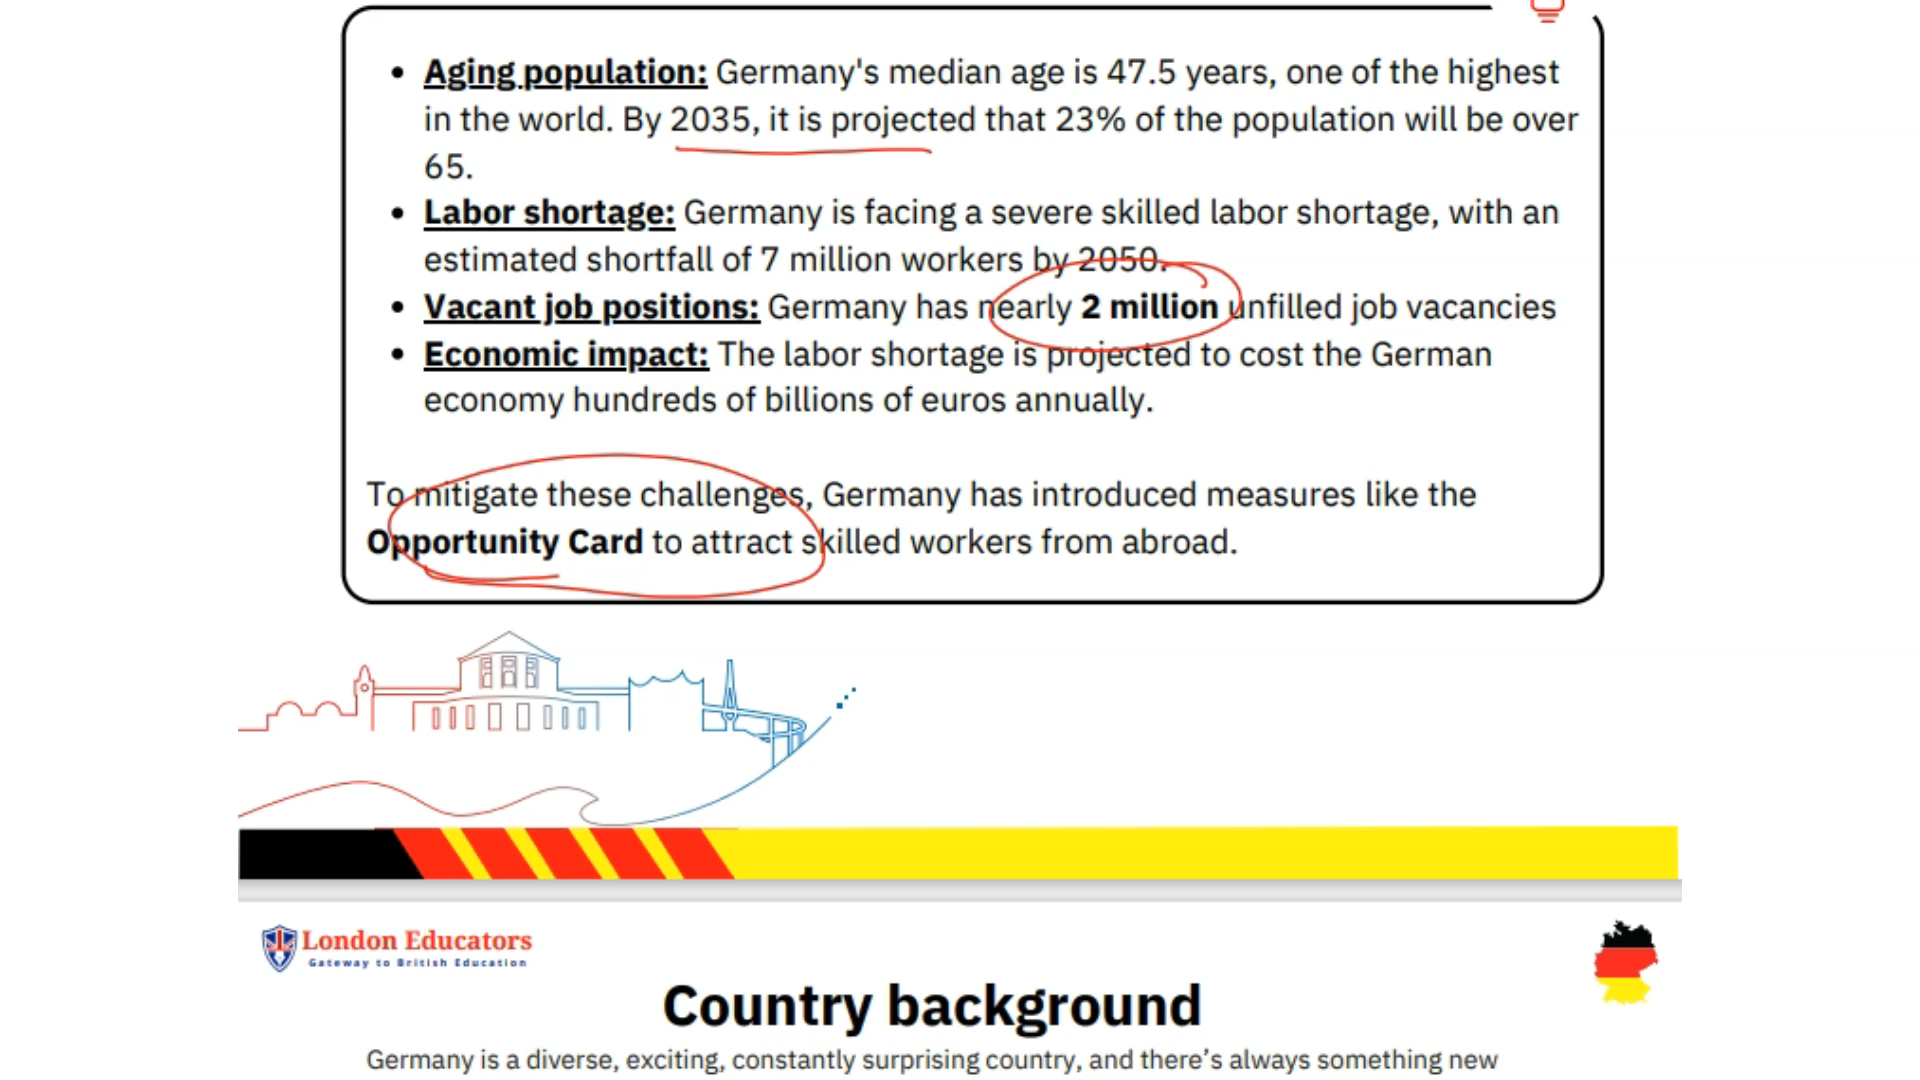 • Aging population: Germany's median age is 47.5 years, one of the highest
in the world. By 2035, it is projected that 23% of the population will be over
65.
• Labor shortage: Germany is facing a severe skilled labor shortage, with an
estimated shortfall of 7 million workers by 2050.
• Vacant job positions: Germany has nearly 2 million unfilled job vacancies
• Economic impact: The labor shortage is projected to cost the German
economy hundreds of billions of euros annually.
To mitigate these challenges, Germany has introduced measures like the
Opportunity Card to attract skilled workers from abroad.
London Educators
Gateway to British Education
Country background
Germany is a diverse, exciting, constantly surprising country, and there’s always something new